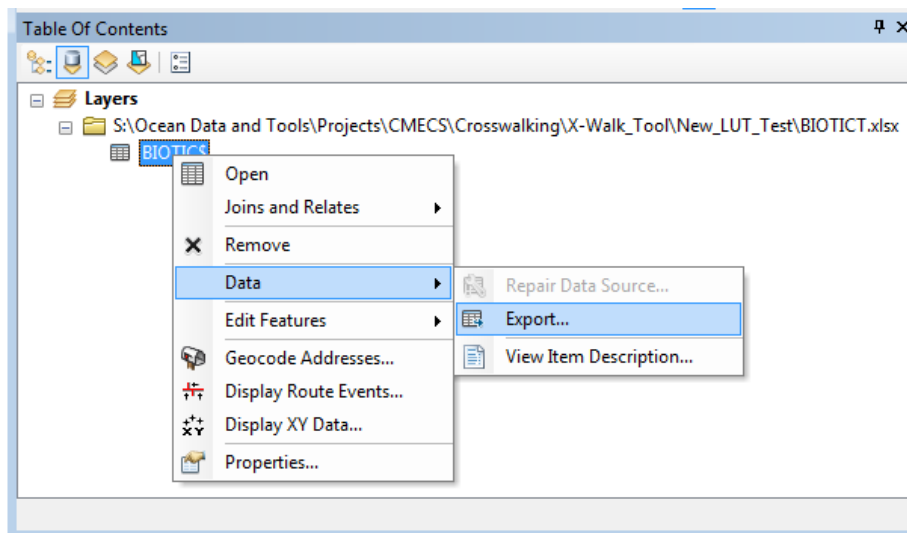 Table Of Contents
Layers
S:\Ocean Data and Tools\Projects\CMECS\Crosswalking\X-Walk_Tool\New_LUT_Test\BIOTICT.xlsx
BIOTICS
Open
Joins and Relates
Remove
Data
Repair Data Source...
Edit Features
Export...
Geocode Addresses...
View Item Description...
Display Route Events...
Display XY Data...
Properties...